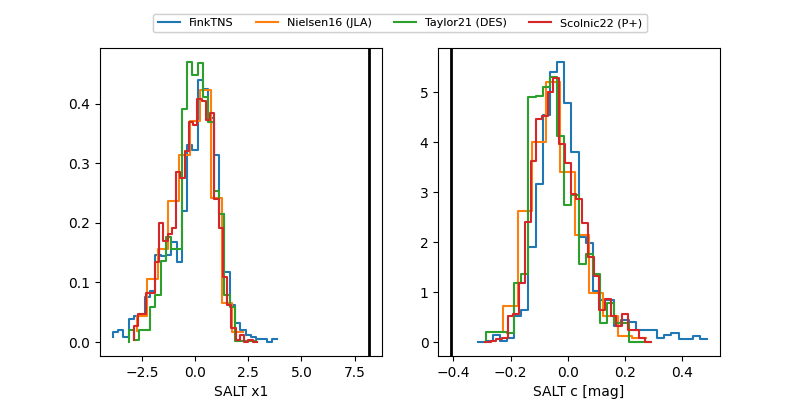 FinkTNS Nielsen16 (JLA) Taylor21 (DES) Scolnic22 (P+)
0.4
0.3
0.2
0.1
0.0
−2.5 0.0 2.5 5.0 7.5
SALT x1
5
4
3
2
1
0
−0.4 −0.2 0.0 0.2 0.4
SALT c [mag]